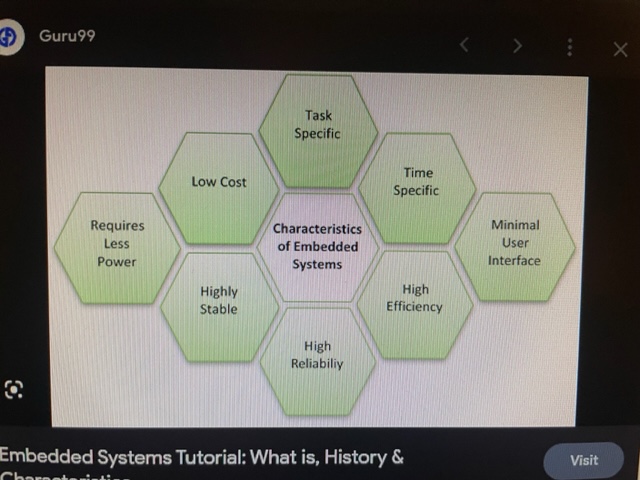 Guru99
Task
Specific
Low Cost
Time
Specific
Requires
Less
Power
Characteristics
of Embedded
Systems
Minimal
User
Interface
Highly
Stable
High
Efficiency
High
Reliabiliy
Embedded Systems Tutorial: What is, History &
Visit
Characteristics